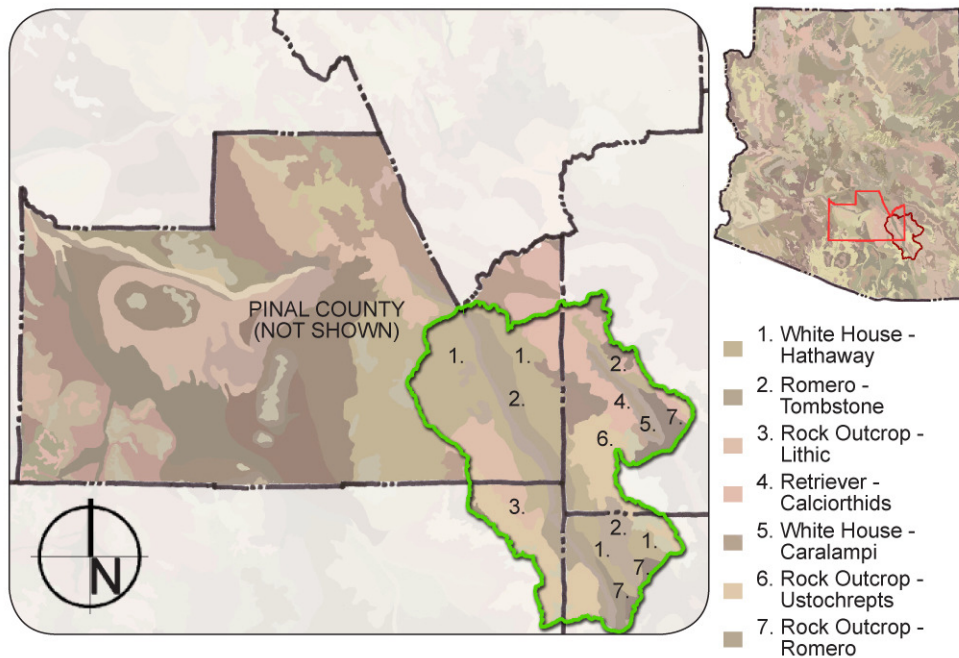 PINAL COUNTY
(NOT SHOWN)
1.
1.
2.
2.
4.
5.
7.
6.
3.
2.
1.
1.
7.
7.
N
1. White House -
Hathaway
2. Romero -
Tombstone
3. Rock Outcrop -
Lithic
4. Retriever -
Calciorthids
5. White House -
Caralampi
6. Rock Outcrop -
Ustochrepts
7. Rock Outcrop -
Romero